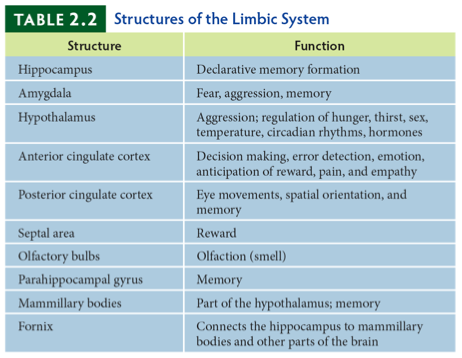 TABLE 2.2 Structures of the Limbic System
Structure Function
Hippocampus Declarative memory formation
Amygdala Fear, aggression, memory
Hypothalamus Aggression; regulation of hunger, thirst, sex,
temperature, circadian rhythms, hormones
Anterior cingulate cortex Decision making, error detection, emotion,
anticipation of reward, pain, and empathy
Posterior cingulate cortex Eye movements, spatial orientation, and
memory
Septal area Reward
Olfactory bulbs Olfaction (smell)
Parahippocampal gyrus Memory
Mammillary bodies Part of the hypothalamus; memory
Fornix Connects the hippocampus to mammillary
bodies and other parts of the brain